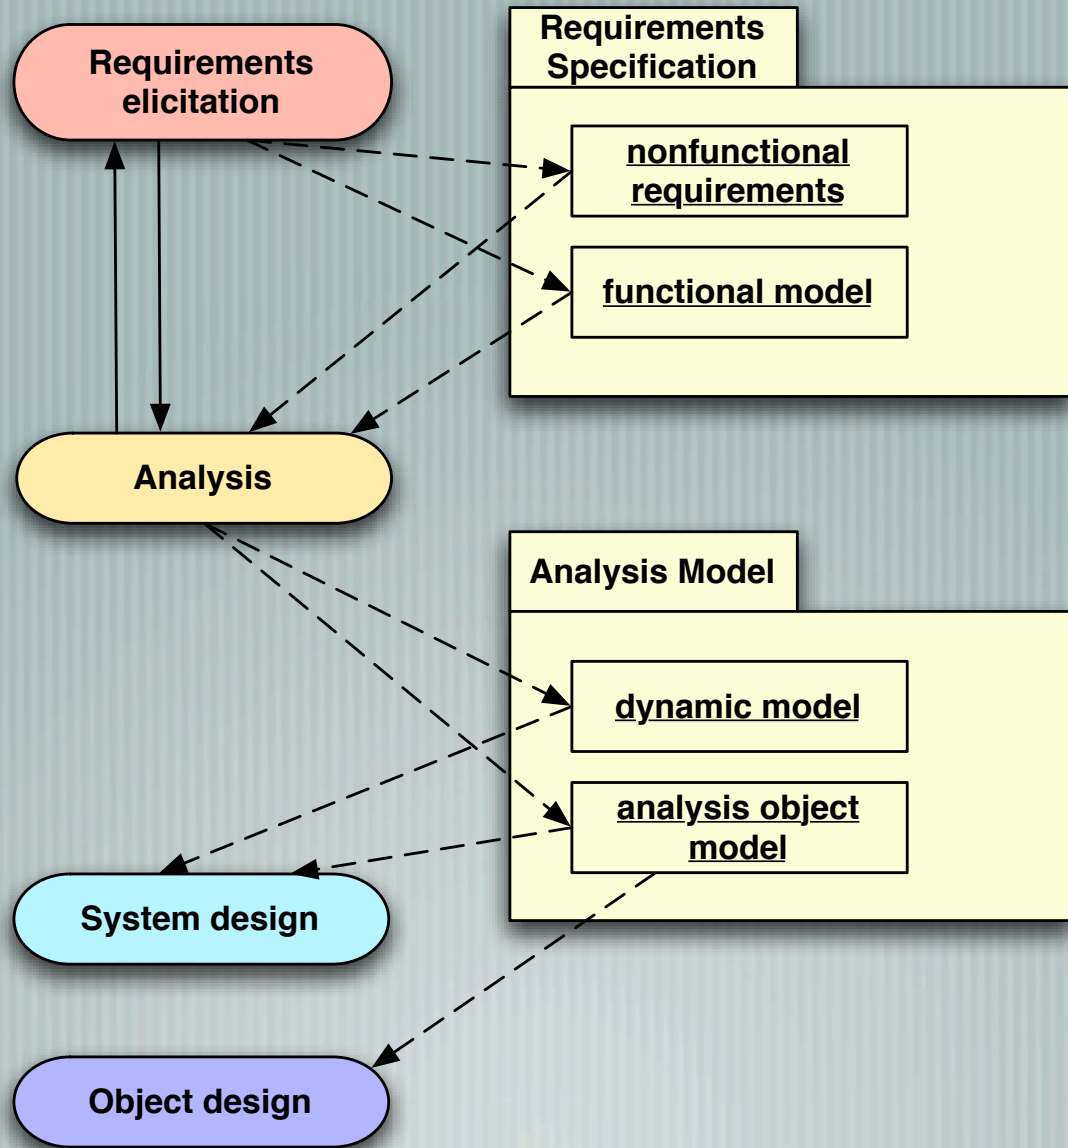 Requirements
elicitation
Requirements
Specification
nonfunctional
requirements
functional model
Analysis
Analysis Model
dynamic model
analysis object
model
System design
Object design